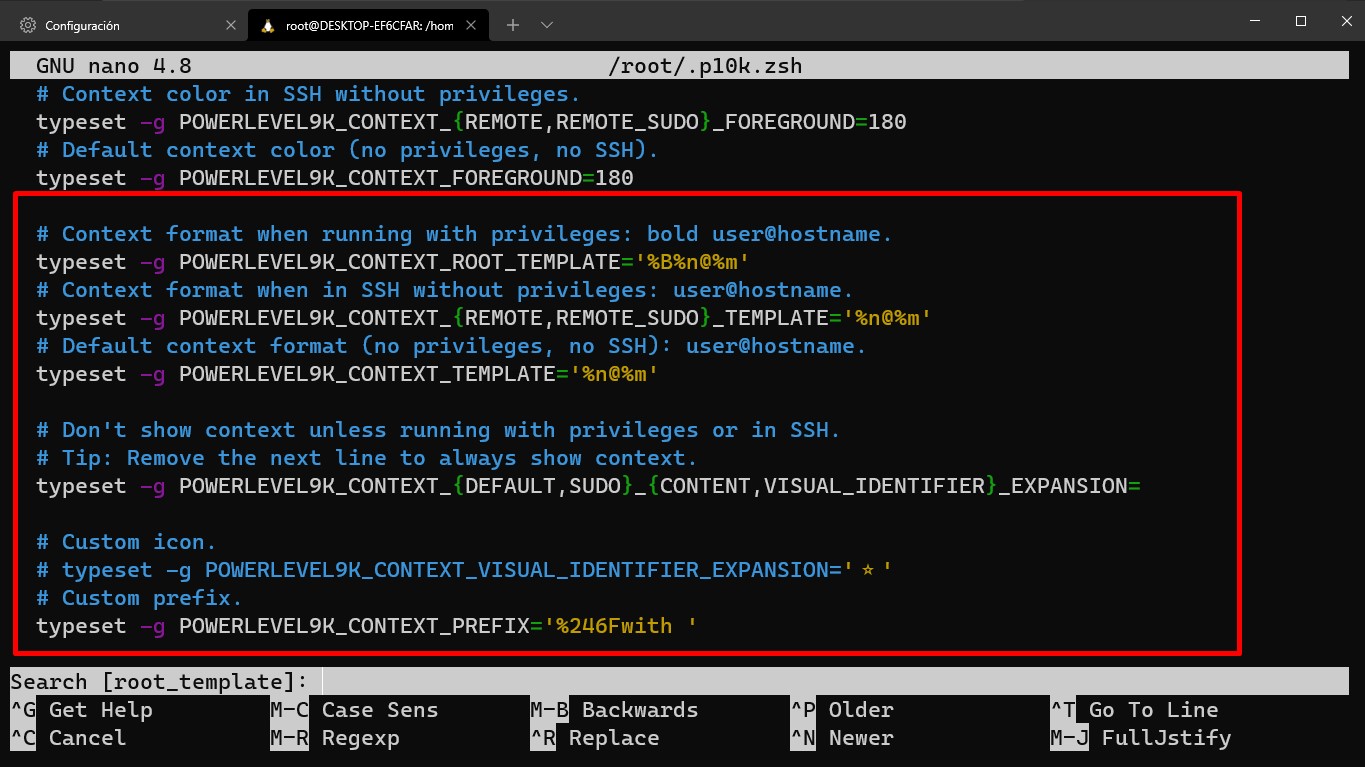 Configuración
root@DESKTOP-EF6CFAR: /hom
GNU nano 4.8 /root/.p10k.zsh
# Context color in SSH without privileges.
typeset -g POWERLEVEL9K_CONTEXT_{REMOTE,REMOTE_SUDO}_FOREGROUND=180
# Default context color (no privileges, no SSH).
typeset -g POWERLEVEL9K_CONTEXT_FOREGROUND=180
# Context format when running with privileges: bold user@hostname.
typeset -g POWERLEVEL9K_CONTEXT_ROOT_TEMPLATE='%B%n@%m'
# Context format when in SSH without privileges: user@hostname.
typeset -g POWERLEVEL9K_CONTEXT_{REMOTE,REMOTE_SUDO}_TEMPLATE='%n@%m'
# Default context format (no privileges, no SSH): user@hostname.
typeset -g POWERLEVEL9K_CONTEXT_TEMPLATE='%n@%m'
# Don't show context unless running with privileges or in SSH.
# Tip: Remove the next line to always show context.
typeset -g POWERLEVEL9K_CONTEXT_{DEFAULT,SUDO}_{CONTENT,VISUAL_IDENTIFIER}_EXPANSION=
# Custom icon.
# typeset -g POWERLEVEL9K_CONTEXT_VISUAL_IDENTIFIER_EXPANSION='⭐'
# Custom prefix.
typeset -g POWERLEVEL9K_CONTEXT_PREFIX='%246Fwith '
Search [root_template]:
^G Get Help M-C Case Sens M-B Backwards ^P Older ^T Go To Line
^C Cancel M-R Regexp ^R Replace ^N Newer M-J FullJstify